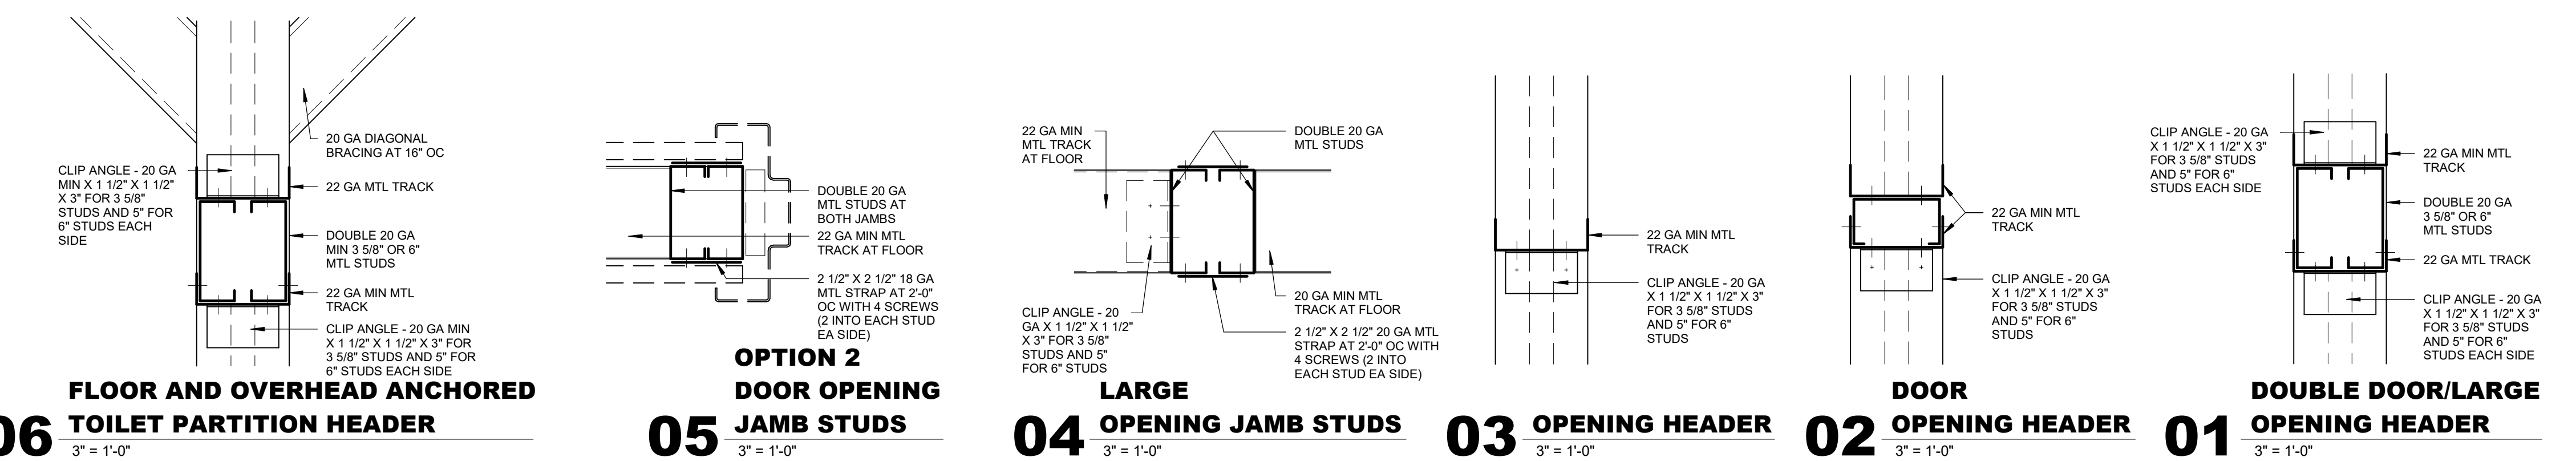 20 GA DIAGONAL
BRACING AT 16" OC
CLIP ANGLE - 20 GA
MIN X 1 1/2" X 1 1/2"
X 3" FOR 3 5/8"
STUDS AND 5" FOR
6" STUDS EACH
SIDE
22 GA MTL TRACK
DOUBLE 20 GA
MIN 3 5/8" OR 6"
MTL STUDS
22 GA MIN MTL
TRACK
CLIP ANGLE - 20 GA MIN
X 1 1/2" X 1 1/2" X 3" FOR
3 5/8" STUDS AND 5" FOR
6" STUDS EACH SIDE
06
FLOOR AND OVERHEAD ANCHORED
TOILET PARTITION HEADER
3" = 1'-0"
DOUBLE 20 GA
MTL STUDS AT
BOTH JAMBS
22 GA MIN MTL
TRACK AT FLOOR
2 1/2" X 2 1/2" 18 GA
MTL STRAP AT 2'-0"
OC WITH 4 SCREWS
(2 INTO EACH STUD
EA SIDE)
05
OPTION 2
DOOR OPENING
JAMB STUDS
3" = 1'-0"
22 GA MIN
MTL TRACK
AT FLOOR
DOUBLE 20 GA
MTL STUDS
CLIP ANGLE - 20
GA X 1 1/2" X 1 1/2"
X 3" FOR 3 5/8"
STUDS AND 5"
FOR 6" STUDS
20 GA MIN MTL
TRACK AT FLOOR
2 1/2" X 2 1/2" 20 GA MTL
STRAP AT 2'-0" OC WITH
4 SCREWS (2 INTO
EACH STUD EA SIDE)
04
LARGE
OPENING JAMB STUDS
3" = 1'-0"
22 GA MIN MTL
TRACK
CLIP ANGLE - 20 GA
X 1 1/2" X 1 1/2" X 3"
FOR 3 5/8" STUDS
AND 5" FOR 6"
STUDS
03
OPENING HEADER
3" = 1'-0"
22 GA MIN MTL
TRACK
CLIP ANGLE - 20 GA
X 1 1/2" X 1 1/2" X 3"
FOR 3 5/8" STUDS
AND 5" FOR 6"
STUDS
02
DOOR
OPENING HEADER
3" = 1'-0"
CLIP ANGLE - 20 GA
X 1 1/2" X 1 1/2" X 3"
FOR 3 5/8" STUDS
AND 5" FOR 6"
STUDS EACH SIDE
22 GA MIN MTL
TRACK
DOUBLE 20 GA
3 5/8" OR 6"
MTL STUDS
22 GA MTL TRACK
CLIP ANGLE - 20 GA
X 1 1/2" X 1 1/2" X 3"
FOR 3 5/8" STUDS
AND 5" FOR 6"
STUDS EACH SIDE
01
DOUBLE DOOR/LARGE
OPENING HEADER
3" = 1'-0"